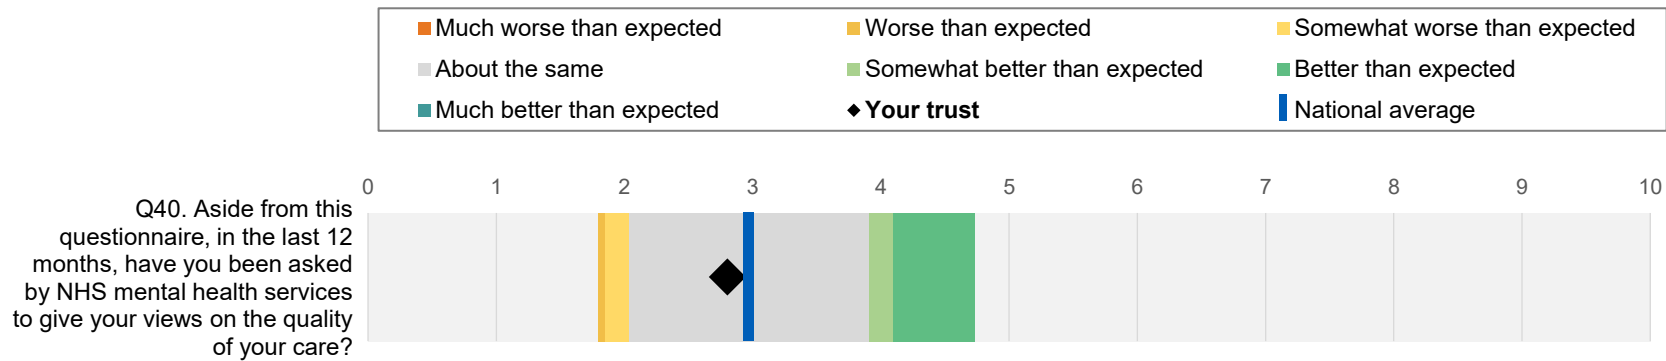 Much worse than expected
Worse than expected
Somewhat worse than expected
About the same
Somewhat better than expected
Better than expected
Much better than expected
Your trust
National average
0 1 2 3 4 5 6 7 8 9 10
Q40. Aside from this
questionnaire, in the last 12
months, have you been asked
by NHS mental health services
to give your views on the quality
of your care?